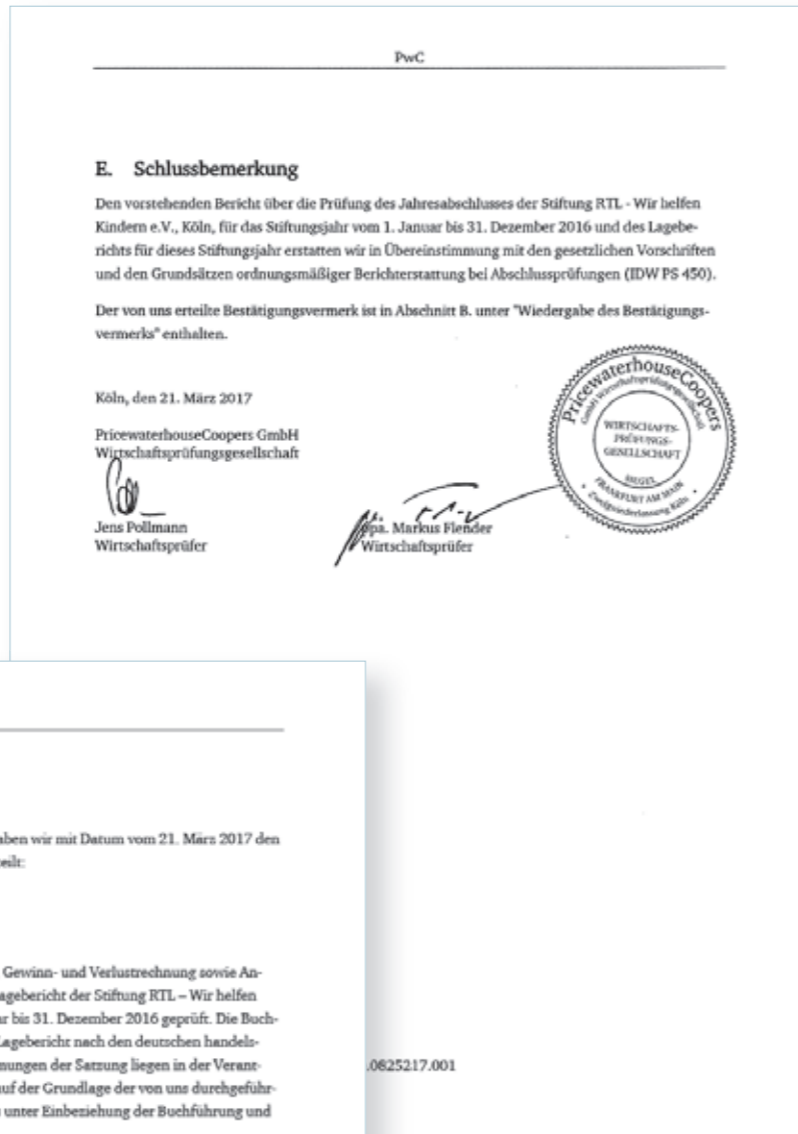 PwC
E. Schlussbemerkung
Den vorstehenden Bericht über die Prüfung des Jahresabschlusses der Stiftung RTL - Wir helfen
Kindern e.V., Köln, für das Stiftungsjahr vom 1. Januar bis 31. Dezember 2016 und des Lagebe-
richts für dieses Stiftungsjahr erstatten wir in Übereinstimmung mit den gesetzlichen Vorschriften
und den Grundsätzen ordnungsmäßiger Berichterstattung bei Abschlussprüfungen (IDW PS 450).
Der von uns erteilte Bestätigungsvermerk ist in Abschnitt B. unter "Wiedergabe des Bestätigungs-
vermerks" enthalten.
Köln, den 21. März 2017
PricewaterhouseCoopers GmbH
Wirtschaftsprüfungsgesellschaft
Jens Pollmann
Wirtschaftsprüfer
ppa. Markus Flender
Wirtschaftsprüfer
PricewaterhouseCoopers
GmbH Wirtschaftsprüfungsgesellschaft
WIRTSCHAFTS-
PRÜFUNGS-
GESELLSCHAFT
SIEGEL
FRANKFURT AM MAIN
Zweigniederlassung Köln
aben wir mit Datum vom 21. März 2017 den
eilt:
Gewinn- und Verlustrechnung sowie An-
agebericht der Stiftung RTL – Wir helfen
r bis 31. Dezember 2016 geprüft. Die Buch-
Lagebericht nach den deutschen handels-
mungen der Satzung liegen in der Verant-
auf der Grundlage der von uns durchgeführ-
unter Einbeziehung der Buchführung und
.0825217.001